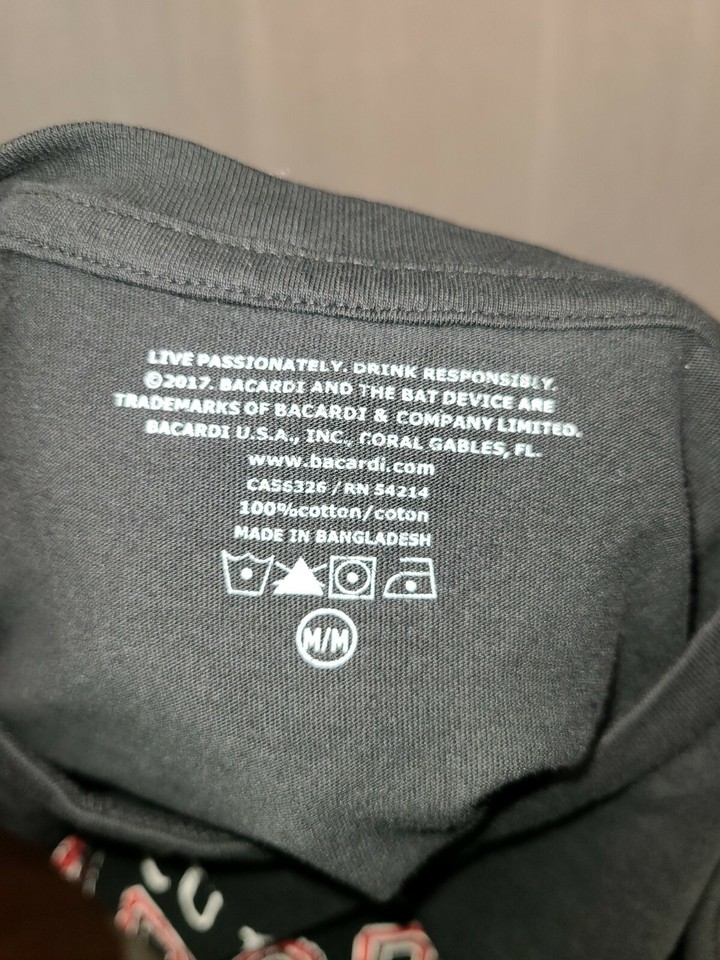 LIVE PASSIONATELY. DRINK RESPONSIBLY.
©2017. BACARDI AND THE BAT DEVICE ARE
TRADEMARKS OF BACARDI & COMPANY LIMITED.
BACARDI U.S.A., INC., CORAL GABLES, FL.
www.bacardi.com
CA56326 / RN 54214
100%cotton/coton
MADE IN BANGLADESH
M/M